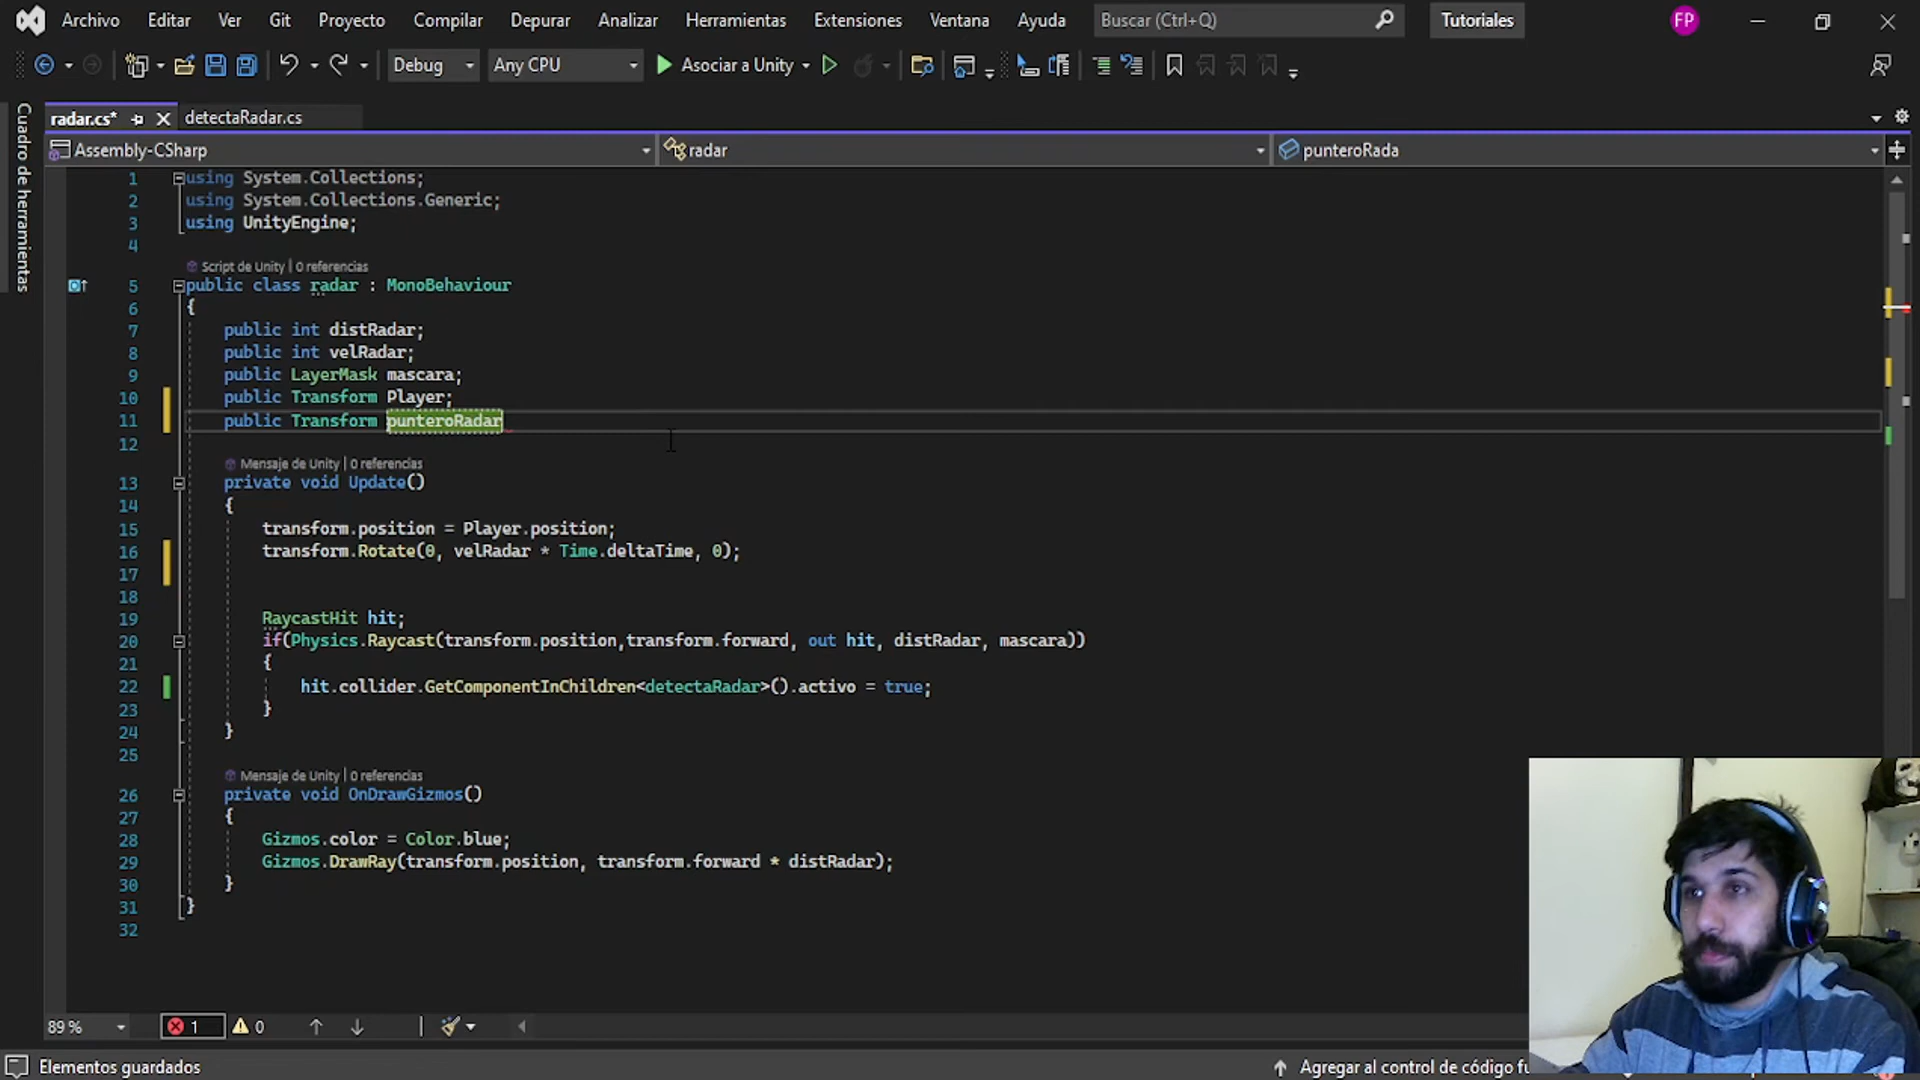 Archivo Editar Ver Git Proyecto Compilar Depurar Analizar Herramientas Extensiones Ventana Ayuda Buscar (Ctrl+Q) Tutoriales FP
Debug Any CPU Asociar a Unity
Cuadro de herramientas
radar.cs* detectaRadar.cs
Assembly-CSharp radar punteroRada
1 using System.Collections;
2 using System.Collections.Generic;
3 using UnityEngine;
4
Script de Unity | 0 referencias
5 public class radar : MonoBehaviour
6 {
7 public int distRadar;
8 public int velRadar;
9 public LayerMask mascara;
10 public Transform Player;
11 public Transform punteroRadar
12
Mensaje de Unity | 0 referencias
13 private void Update()
14 {
15 transform.position = Player.position;
16 transform.Rotate(0, velRadar * Time.deltaTime, 0);
17
18
19 RaycastHit hit;
20 if(Physics.Raycast(transform.position,transform.forward, out hit, distRadar, mascara))
21 {
22 hit.collider.GetComponentInChildren<detectaRadar>().activo = true;
23 }
24 }
25
Mensaje de Unity | 0 referencias
26 private void OnDrawGizmos()
27 {
28 Gizmos.color = Color.blue;
29 Gizmos.DrawRay(transform.position, transform.forward * distRadar);
30 }
31 }
32
89 % 1 0
Elementos guardados Agregar al control de código fu